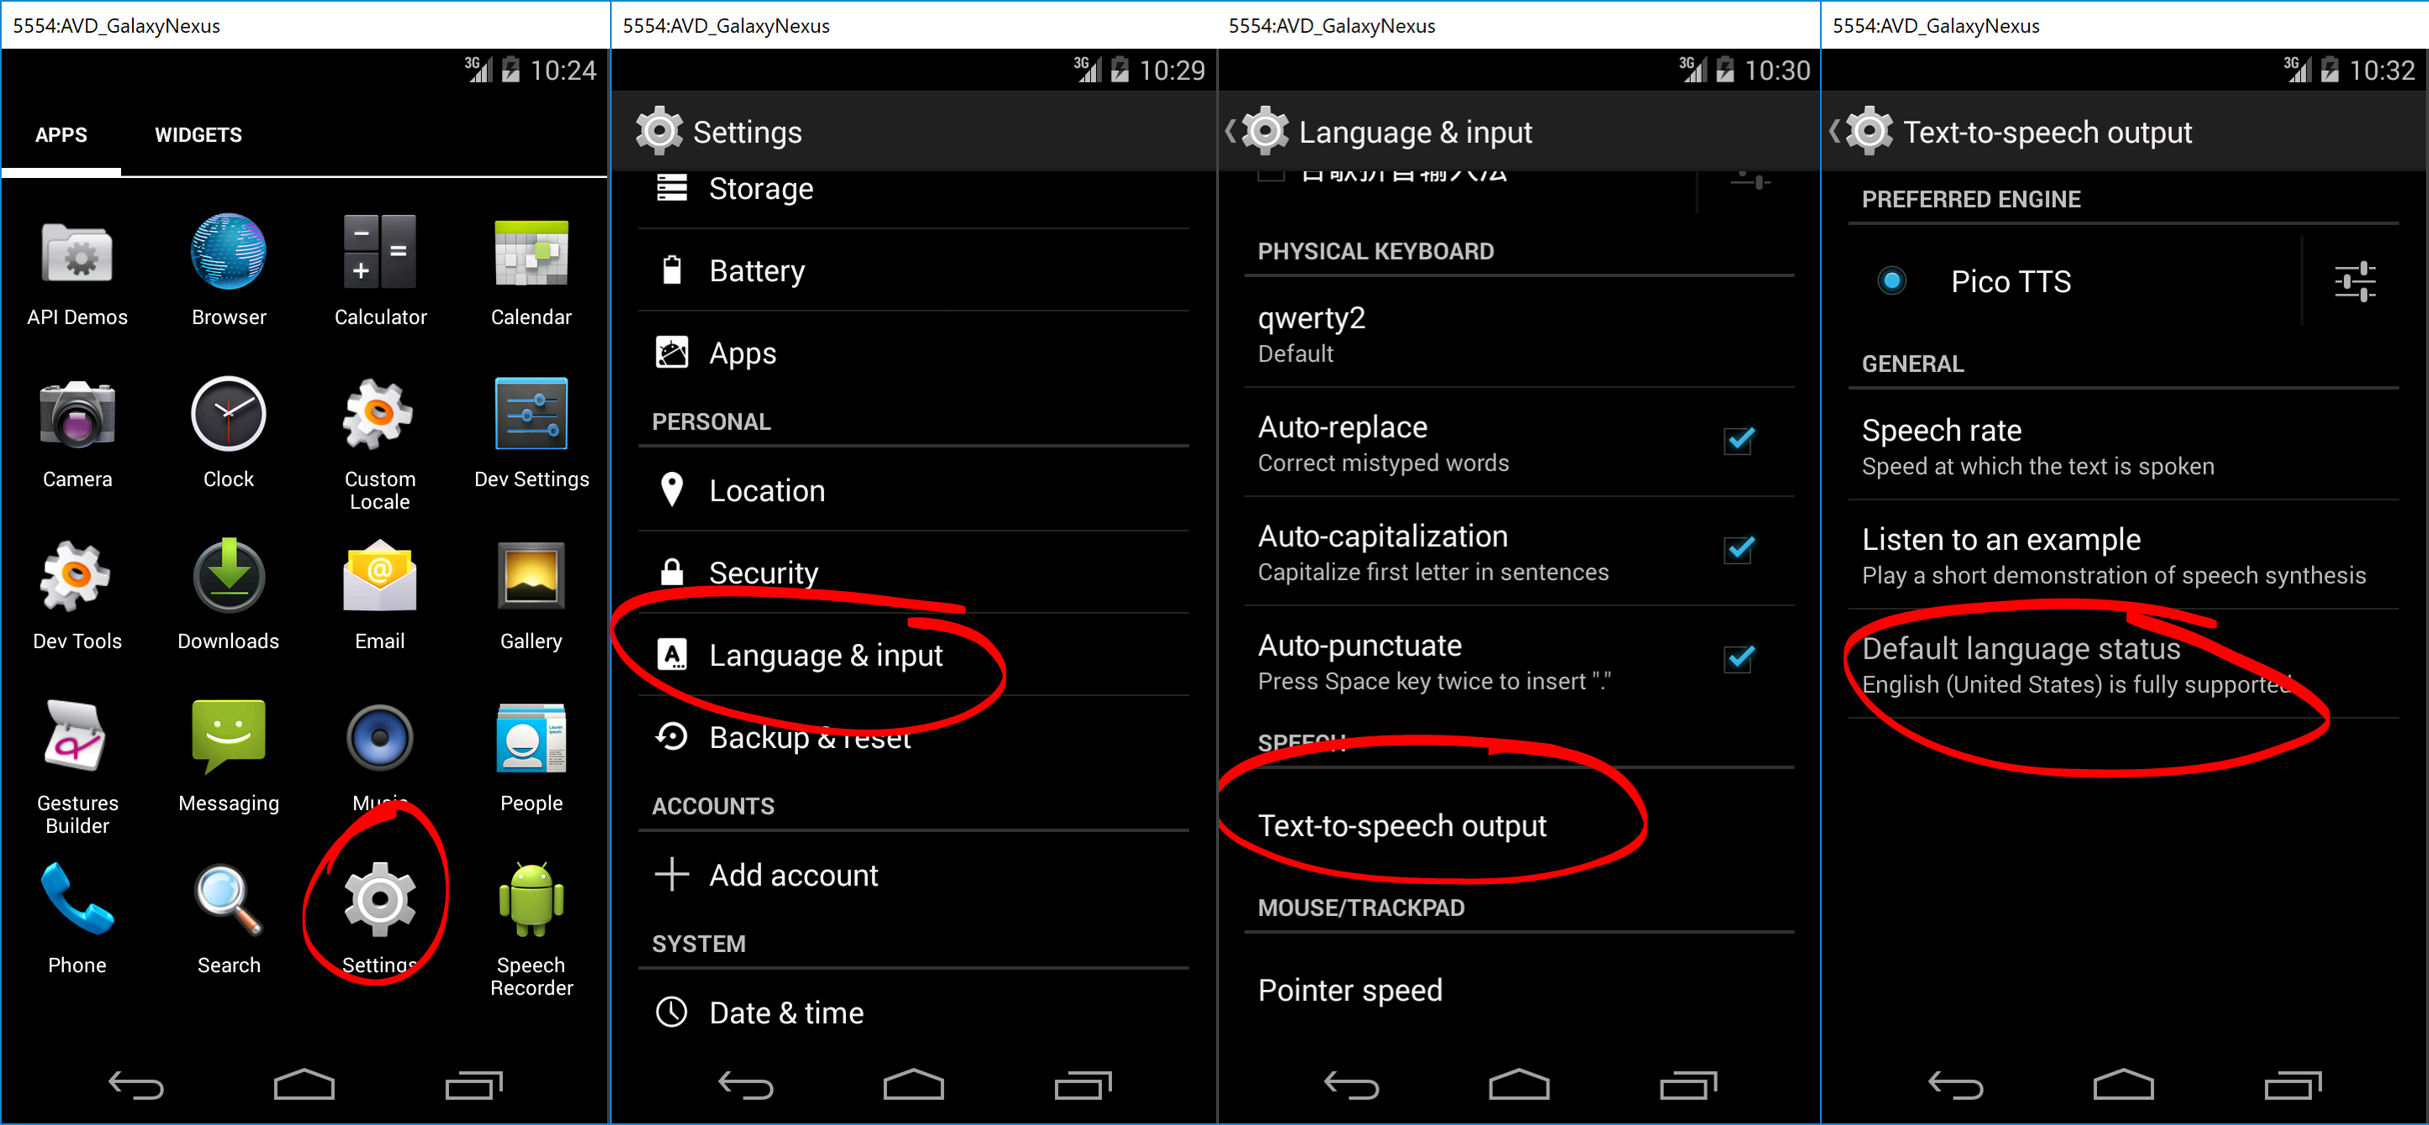 5554:AVD_GalaxyNexus
3G 10:24
APPS WIDGETS
API Demos Browser Calculator Calendar
Camera Clock Custom Locale Dev Settings
Dev Tools Downloads Email Gallery
Gestures Builder Messaging Music People
Phone Search Settings Speech Recorder
5554:AVD_GalaxyNexus
3G 10:29
Settings
Storage
Battery
Apps
PERSONAL
Location
Security
Language & input
Backup & reset
ACCOUNTS
Add account
SYSTEM
Date & time
5554:AVD_GalaxyNexus
3G 10:30
Language & input
PHYSICAL KEYBOARD
qwerty2
Default
Auto-replace
Correct mistyped words
Auto-capitalization
Capitalize first letter in sentences
Auto-punctuate
Press Space key twice to insert "."
SPEECH
Text-to-speech output
MOUSE/TRACKPAD
Pointer speed
5554:AVD_GalaxyNexus
3G 10:32
Text-to-speech output
PREFERRED ENGINE
Pico TTS
GENERAL
Speech rate
Speed at which the text is spoken
Listen to an example
Play a short demonstration of speech synthesis
Default language status
English (United States) is fully supported